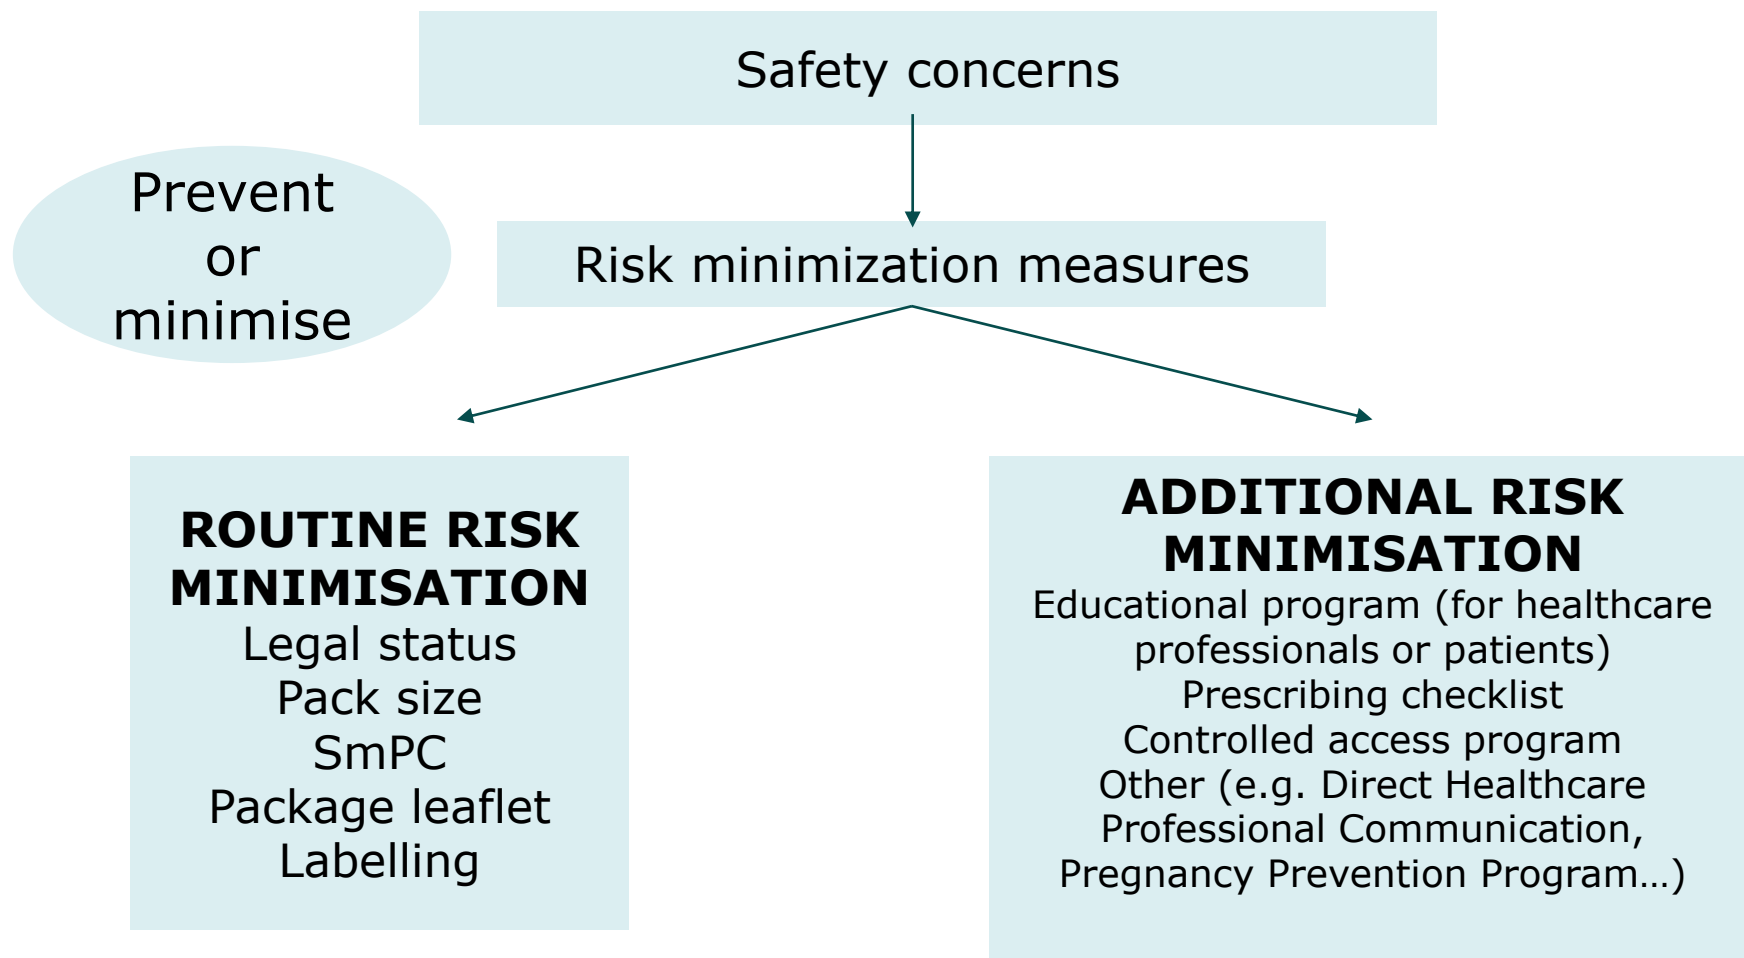 Safety concerns
Prevent
or
minimise
Risk minimization measures
ROUTINE RISK
MINIMISATION
Legal status
Pack size
SmPC
Package leaflet
Labelling
ADDITIONAL RISK
MINIMISATION
Educational program (for healthcare
professionals or patients)
Prescribing checklist
Controlled access program
Other (e.g. Direct Healthcare
Professional Communication,
Pregnancy Prevention Program…)